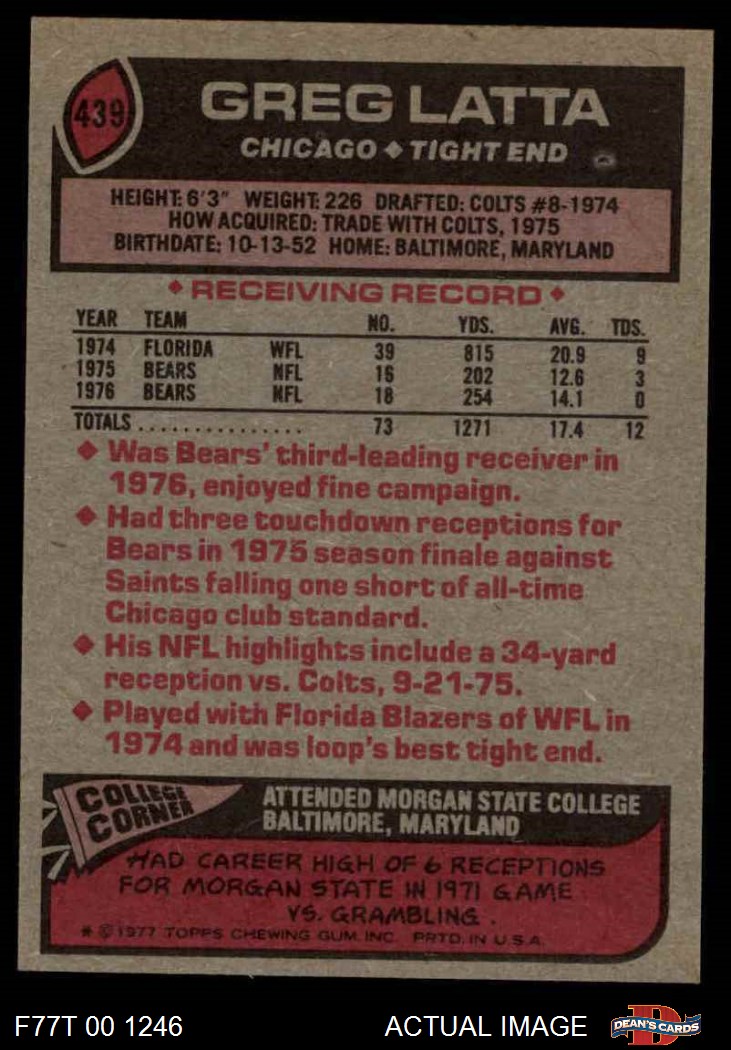 439
GREG LATTA
CHICAGO ◆ TIGHT END
HEIGHT: 6'3" WEIGHT: 226 DRAFTED: COLTS #8-1974
HOW ACQUIRED: TRADE WITH COLTS, 1975
BIRTHDATE: 10-13-52 HOME: BALTIMORE, MARYLAND
◆ RECEIVING RECORD ◆
YEAR TEAM NO. YDS. AVG. TDS.
1974 FLORIDA WFL 39 815 20.9 9
1975 BEARS NFL 16 202 12.6 3
1976 BEARS NFL 18 254 14.1 0
TOTALS ............... 73 1271 17.4 12
◆ Was Bears' third-leading receiver in
1976, enjoyed fine campaign.
◆ Had three touchdown receptions for
Bears in 1975 season finale against
Saints falling one short of all-time
Chicago club standard.
◆ His NFL highlights include a 34-yard
reception vs. Colts, 9-21-75.
◆ Played with Florida Blazers of WFL in
1974 and was loop's best tight end.
COLLEGE
CORNER
ATTENDED MORGAN STATE COLLEGE
BALTIMORE, MARYLAND
HAD CAREER HIGH OF 6 RECEPTIONS
FOR MORGAN STATE IN 1971 GAME
VS. GRAMBLING.
* © 1977 TOPPS CHEWING GUM, INC. PRTD. IN U.S.A.
F77T 00 1246
ACTUAL IMAGE
D
DEAN'S CARDS